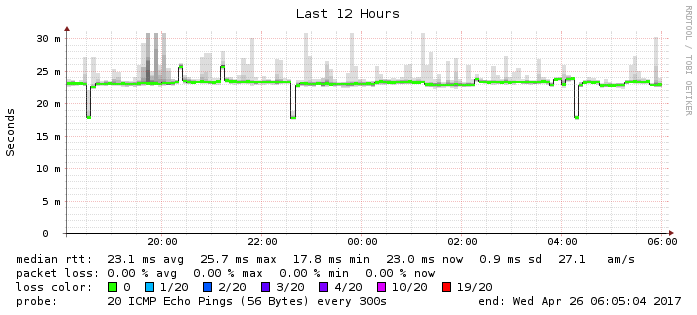 Last 12 Hours
RRDTOOL / TOBI OETIKER
Seconds
30 m
25 m
20 m
15 m
10 m
5 m
0
20:00 22:00 00:00 02:00 04:00 06:00
median rtt: 23.1 ms avg 25.7 ms max 17.8 ms min 23.0 ms now 0.9 ms sd 27.1 am/s
packet loss: 0.00 % avg 0.00 % max 0.00 % min 0.00 % now
loss color: 0 1/20 2/20 3/20 4/20 10/20 19/20
probe: 20 ICMP Echo Pings (56 Bytes) every 300s end: Wed Apr 26 06:05:04 2017